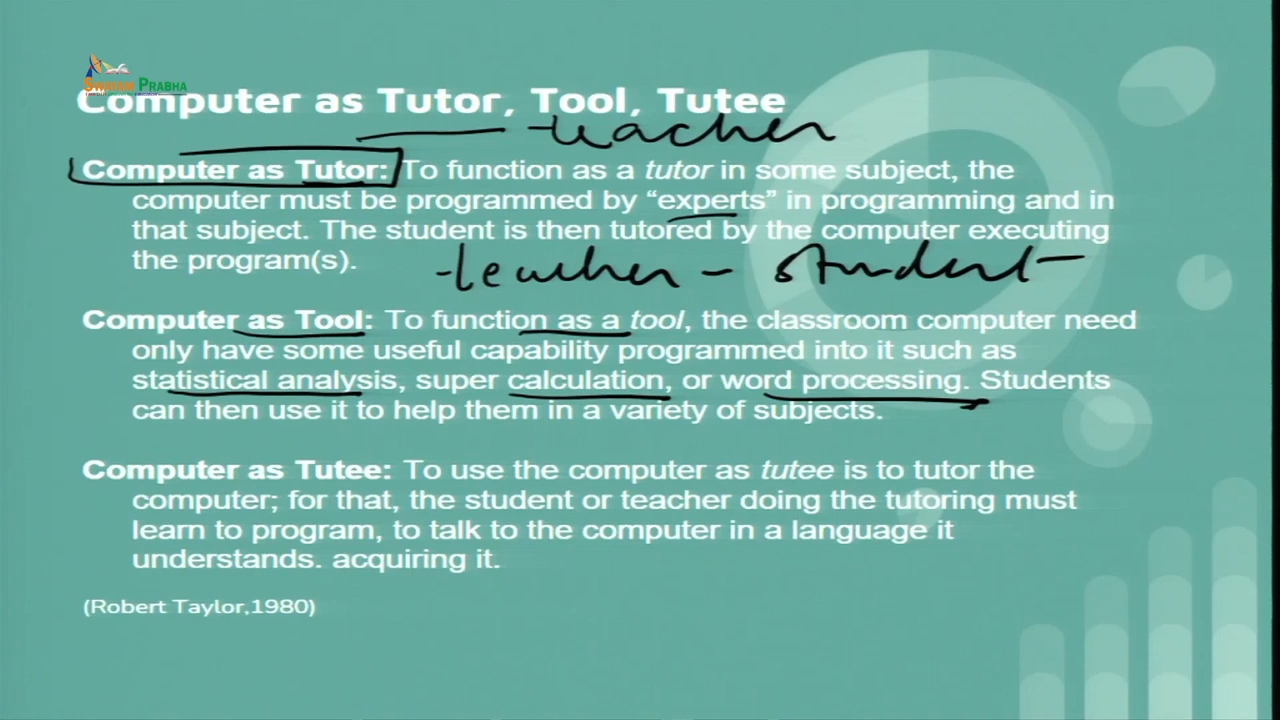 SWAYAM PRABHA
Computer as Tutor, Tool, Tutee
teacher
Computer as Tutor: To function as a tutor in some subject, the
computer must be programmed by “experts” in programming and in
that subject. The student is then tutored by the computer executing
the program(s).
teacher - student
Computer as Tool: To function as a tool, the classroom computer need
only have some useful capability programmed into it such as
statistical analysis, super calculation, or word processing. Students
can then use it to help them in a variety of subjects.
Computer as Tutee: To use the computer as tutee is to tutor the
computer; for that, the student or teacher doing the tutoring must
learn to program, to talk to the computer in a language it
understands. acquiring it.
(Robert Taylor,1980)